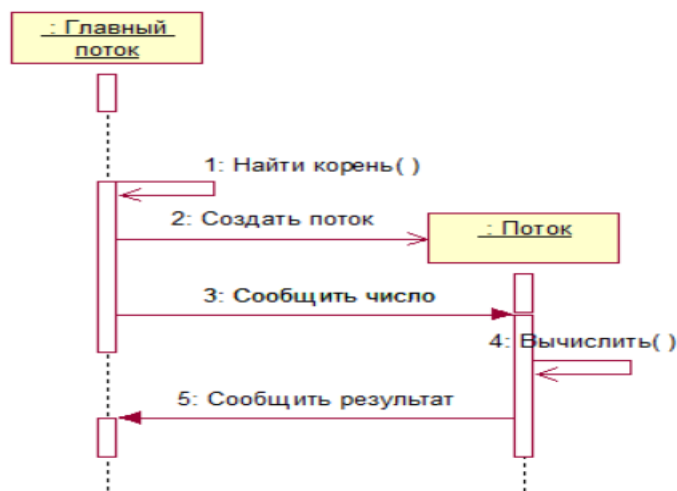 : Главный
поток
1: Найти корень( )
2: Создать поток
: Поток
3: Сообщить число
4: Вычислить( )
5: Сообщить результат